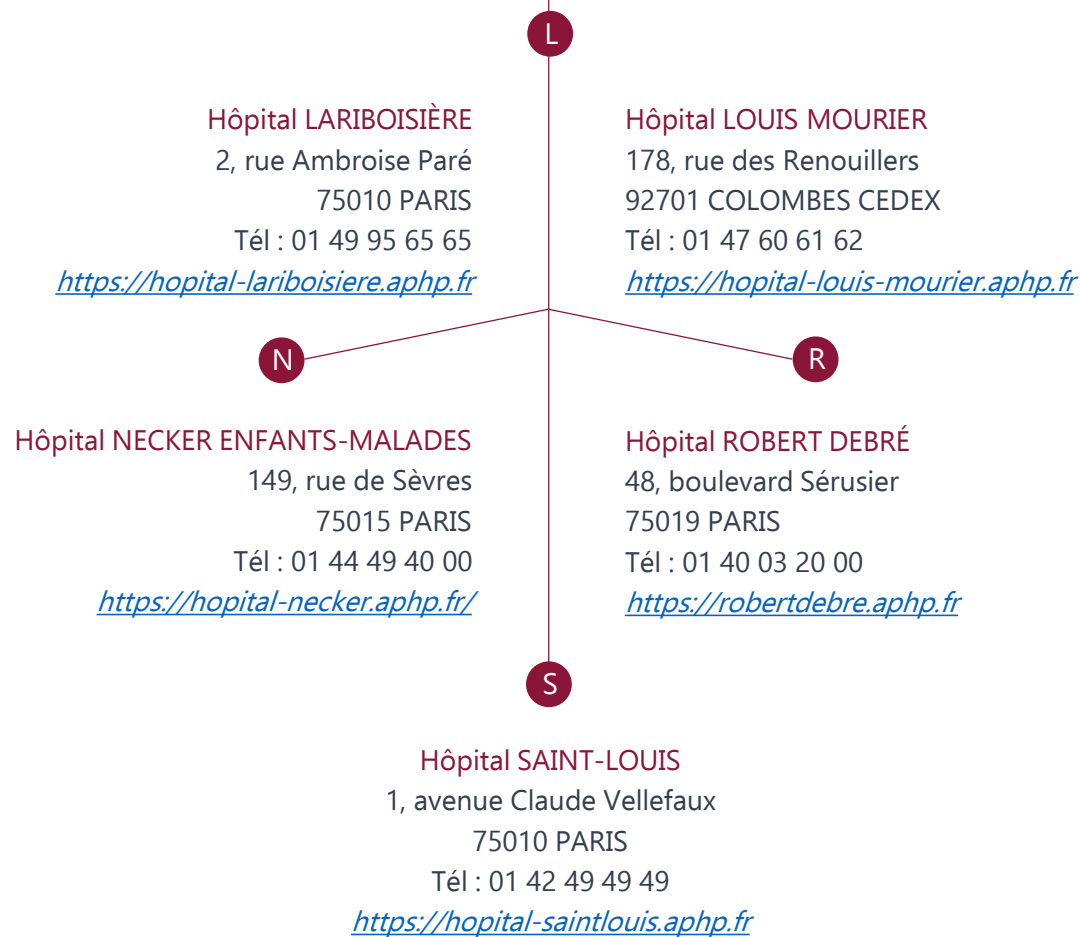 L
Hôpital LARIBOISIÈRE
2, rue Ambroise Paré
75010 PARIS
Tél : 01 49 95 65 65
https://hopital-lariboisiere.aphp.fr
Hôpital LOUIS MOURIER
178, rue des Renouillers
92701 COLOMBES CEDEX
Tél : 01 47 60 61 62
https://hopital-louis-mourier.aphp.fr
N
Hôpital NECKER ENFANTS-MALADES
149, rue de Sèvres
75015 PARIS
Tél : 01 44 49 40 00
https://hopital-necker.aphp.fr/
R
Hôpital ROBERT DEBRÉ
48, boulevard Sérusier
75019 PARIS
Tél : 01 40 03 20 00
https://robertdebre.aphp.fr
S
Hôpital SAINT-LOUIS
1, avenue Claude Vellefaux
75010 PARIS
Tél : 01 42 49 49 49
https://hopital-saintlouis.aphp.fr